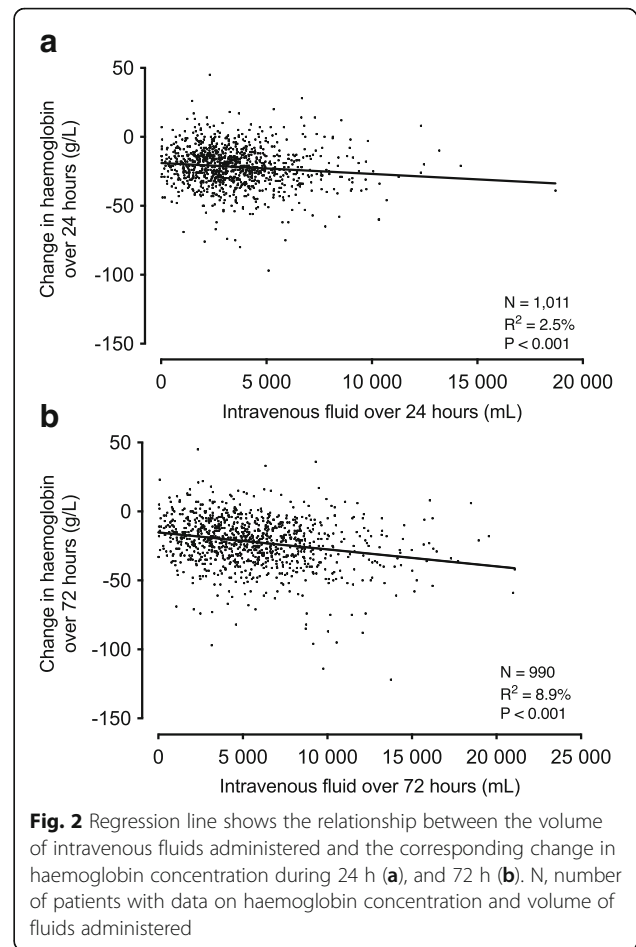 a
50
0
-50
-100
-150
Change in haemoglobin
over 24 hours (g/L)
N = 1,011
R² = 2.5%
P < 0.001
0 5 000 10 000 15 000 20 000
Intravenous fluid over 24 hours (mL)
b
50
0
-50
-100
-150
Change in haemoglobin
over 72 hours (g/L)
N = 990
R² = 8.9%
P < 0.001
0 5 000 10 000 15 000 20 000 25 000
Intravenous fluid over 72 hours (mL)
Fig. 2 Regression line shows the relationship between the volume
of intravenous fluids administered and the corresponding change in
haemoglobin concentration during 24 h (a), and 72 h (b). N, number
of patients with data on haemoglobin concentration and volume of
fluids administered